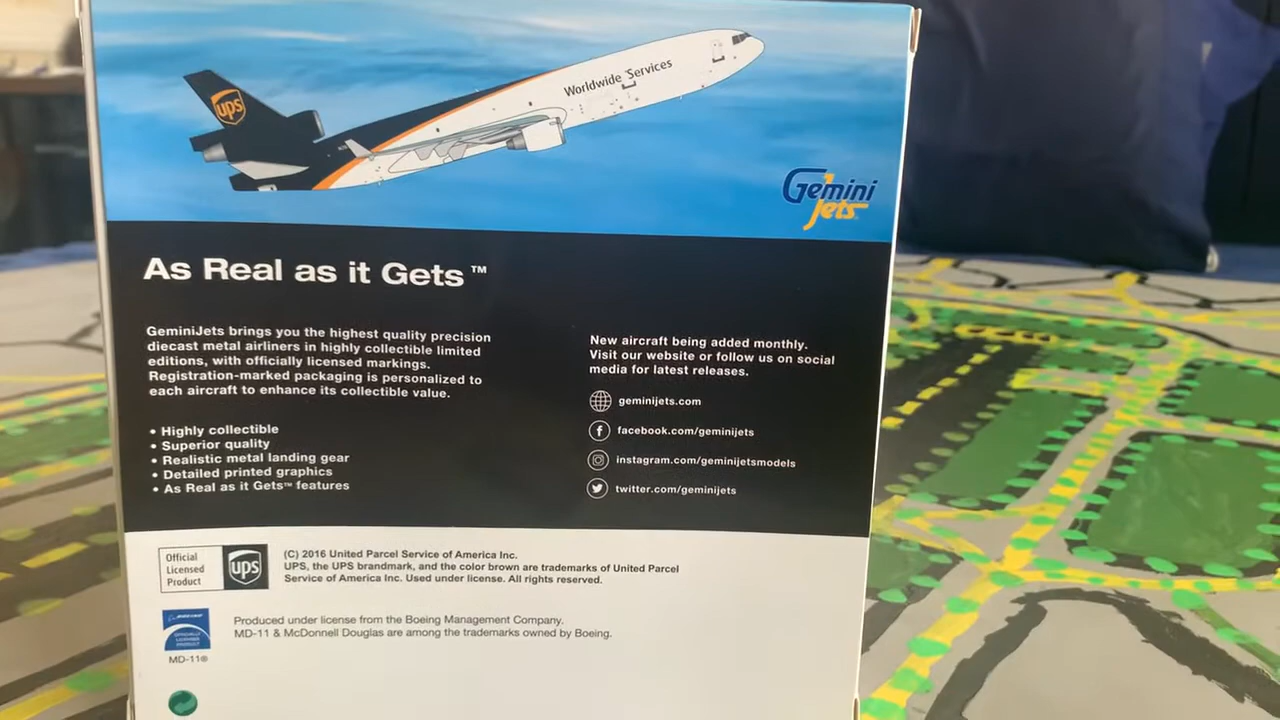 Worldwide Services
ups
Gemini
Jets
As Real as it Gets™
GeminiJets brings you the highest quality precision
diecast metal airliners in highly collectible limited
editions, with officially licensed markings.
Registration-marked packaging is personalized to
each aircraft to enhance its collectible value.
• Highly collectible
• Superior quality
• Realistic metal landing gear
• Detailed printed graphics
• As Real as it Gets™ features
New aircraft being added monthly.
Visit our website or follow us on social
media for latest releases.
geminijets.com
facebook.com/geminijets
instagram.com/geminijetsmodels
twitter.com/geminijets
Official
Licensed
Product
ups
(C) 2016 United Parcel Service of America Inc.
UPS, the UPS brandmark, and the color brown are trademarks of United Parcel
Service of America Inc. Used under license. All rights reserved.
BOEING
OFFICIALLY
LICENSED
PRODUCT
MD-11®
Produced under license from the Boeing Management Company.
MD-11 & McDonnell Douglas are among the trademarks owned by Boeing.